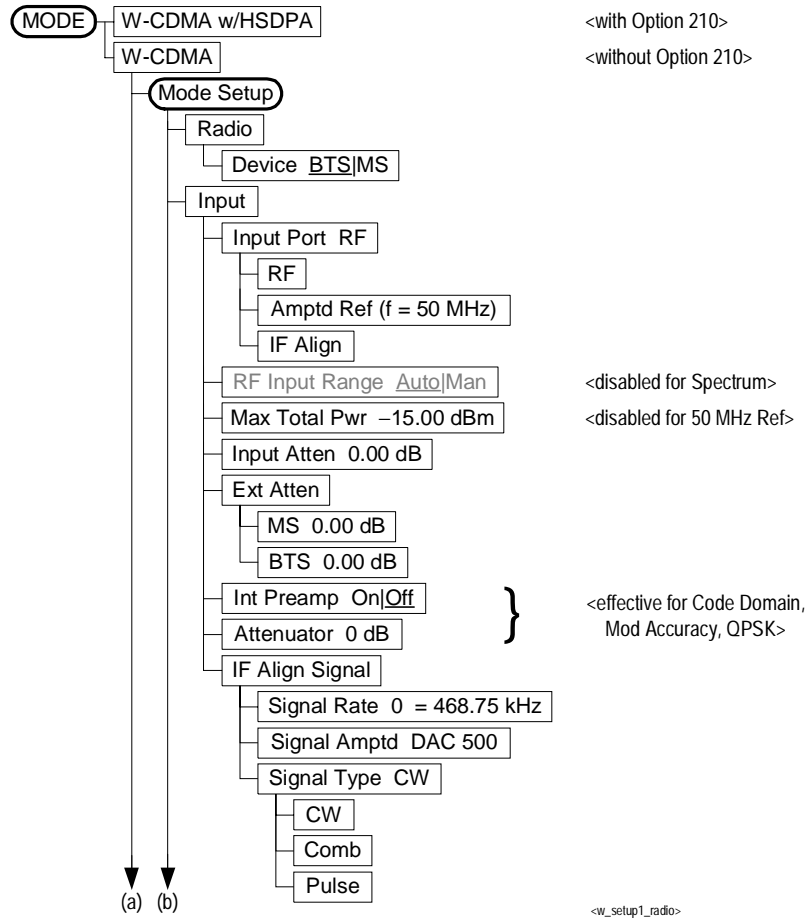 MODE W-CDMA w/HSDPA <with Option 210>
W-CDMA <without Option 210>
Mode Setup
Radio
Device BTS|MS
Input
Input Port RF
RF
Amptd Ref (f = 50 MHz)
IF Align
RF Input Range Auto|Man <disabled for Spectrum>
Max Total Pwr –15.00 dBm <disabled for 50 MHz Ref>
Input Atten 0.00 dB
Ext Atten
MS 0.00 dB
BTS 0.00 dB
Int Preamp On|Off } <effective for Code Domain,
Attenuator 0 dB Mod Accuracy, QPSK>
IF Align Signal
Signal Rate 0 = 468.75 kHz
Signal Amptd DAC 500
Signal Type CW
CW
Comb
Pulse
(a) (b) <w_setup1_radio>